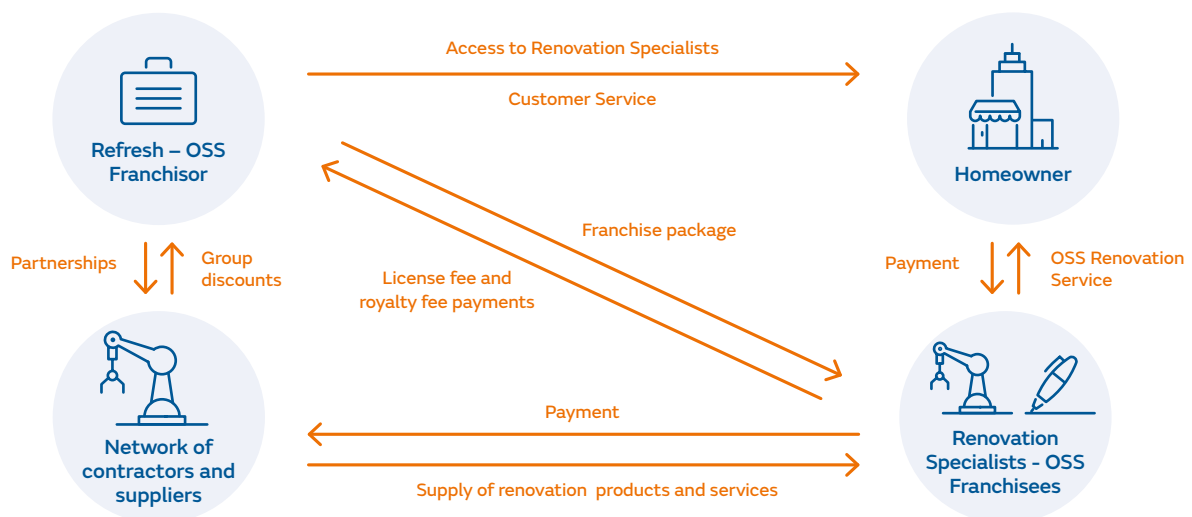 Access to Renovation Specialists
Customer Service
Refresh – OSS
Franchisor
Homeowner
Franchise package
License fee and
royalty fee payments
Partnerships
Group
discounts
Payment
OSS Renovation
Service
Network of
contractors and
suppliers
Payment
Supply of renovation products and services
Renovation
Specialists - OSS
Franchisees